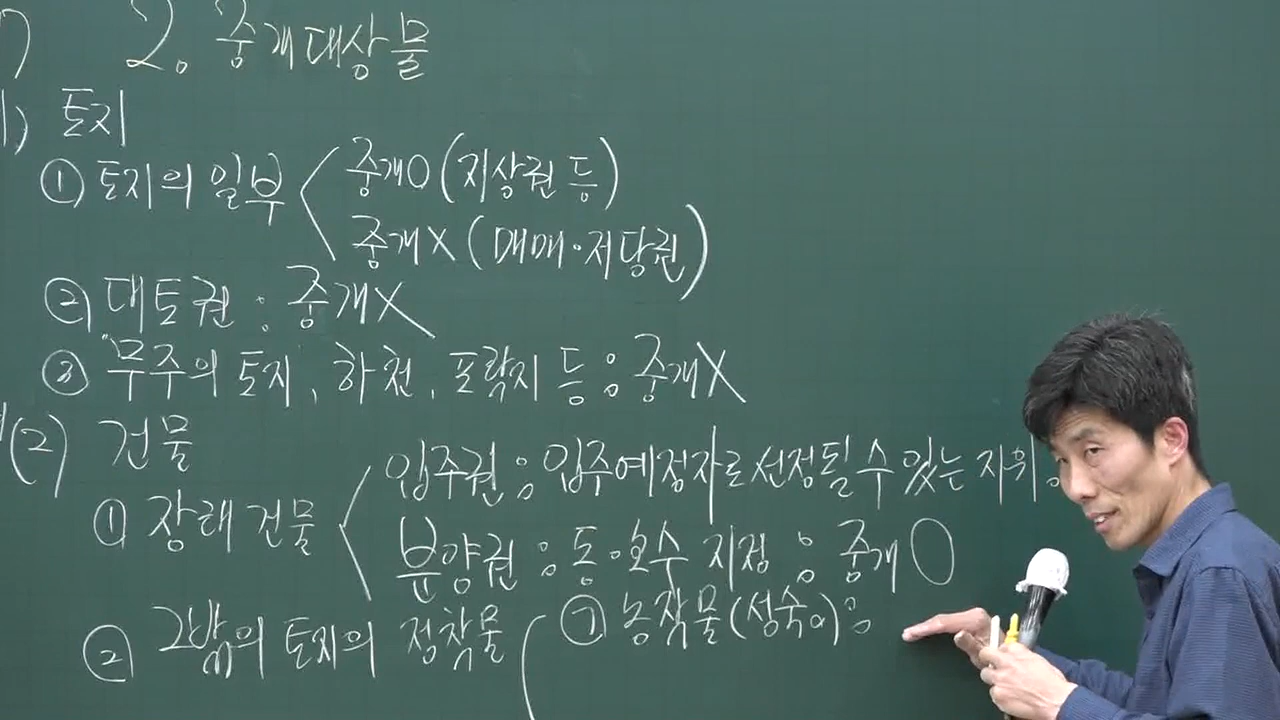 2. 중개대상물
1) 토지
① 토지의 일부 중개O (지상권 등)
중개X (매매·저당권)
② 대토권 : 중개X
③ 무주의 토지, 하천, 포락지 등 : 중개X
(2) 건물
① 장래 건물 입주권 : 입주예정자로 선정될 수 있는 지위 :
분양권 : 동·호수 지정 : 중개 O
② 그밖의 토지의 정착물 ㉠ 농작물(성숙이) :